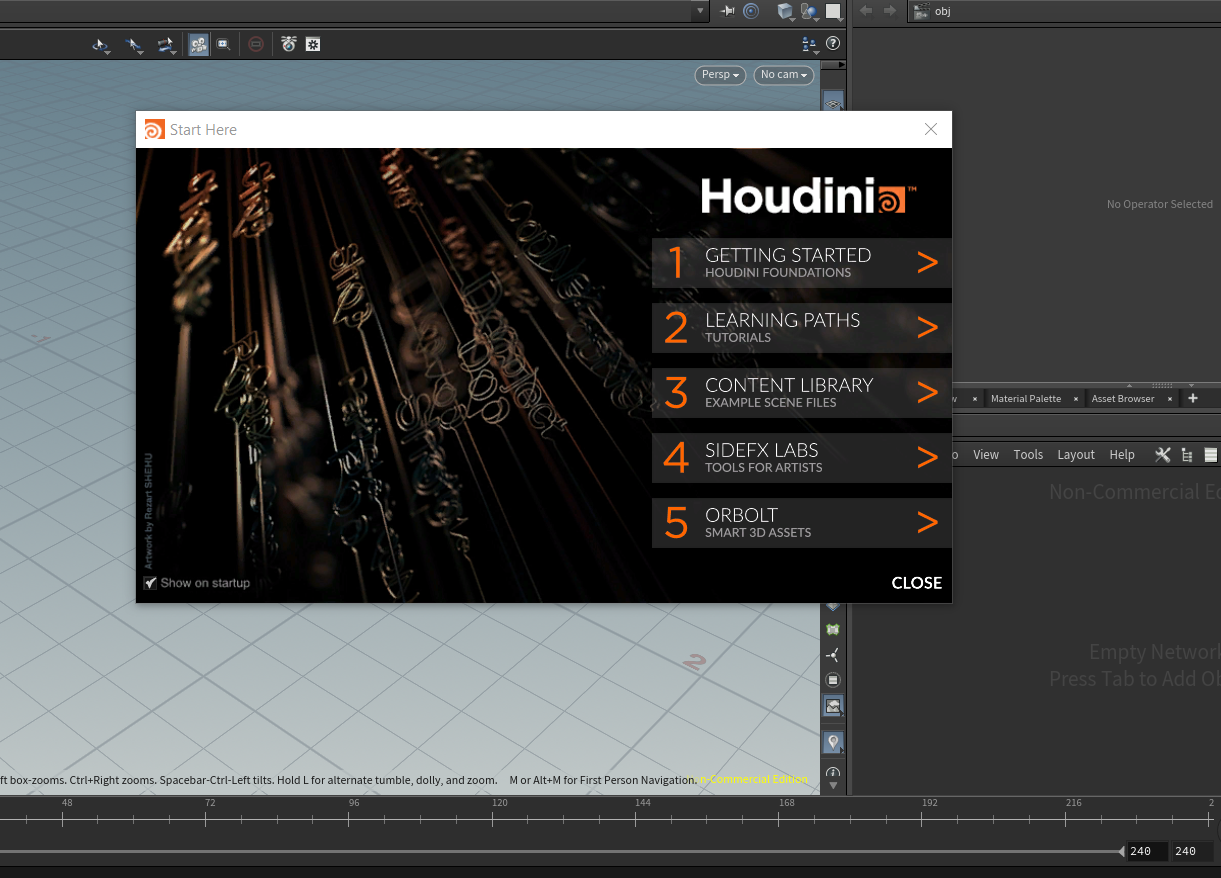 obj
Persp
No cam
Start Here
No Operator Selected
Houdini™
1 GETTING STARTED >
HOUDINI FOUNDATIONS
2 LEARNING PATHS >
TUTORIALS
3 CONTENT LIBRARY >
EXAMPLE SCENE FILES
4 SIDEFX LABS >
TOOLS FOR ARTISTS
5 ORBOLT >
SMART 3D ASSETS
Artwork by Rezart SHEHU
Show on startup
CLOSE
Material Palette × Asset Browser × +
View Tools Layout Help
Non-Commercial Ed
Empty Network
Press Tab to Add Ob
2
ft box-zooms. Ctrl+Right zooms. Spacebar-Ctrl-Left tilts. Hold L for alternate tumble, dolly, and zoom. M or Alt+M for First Person Navigation.
Non-Commercial Edition
48 72 96 120 144 168 192 216 2
240 240